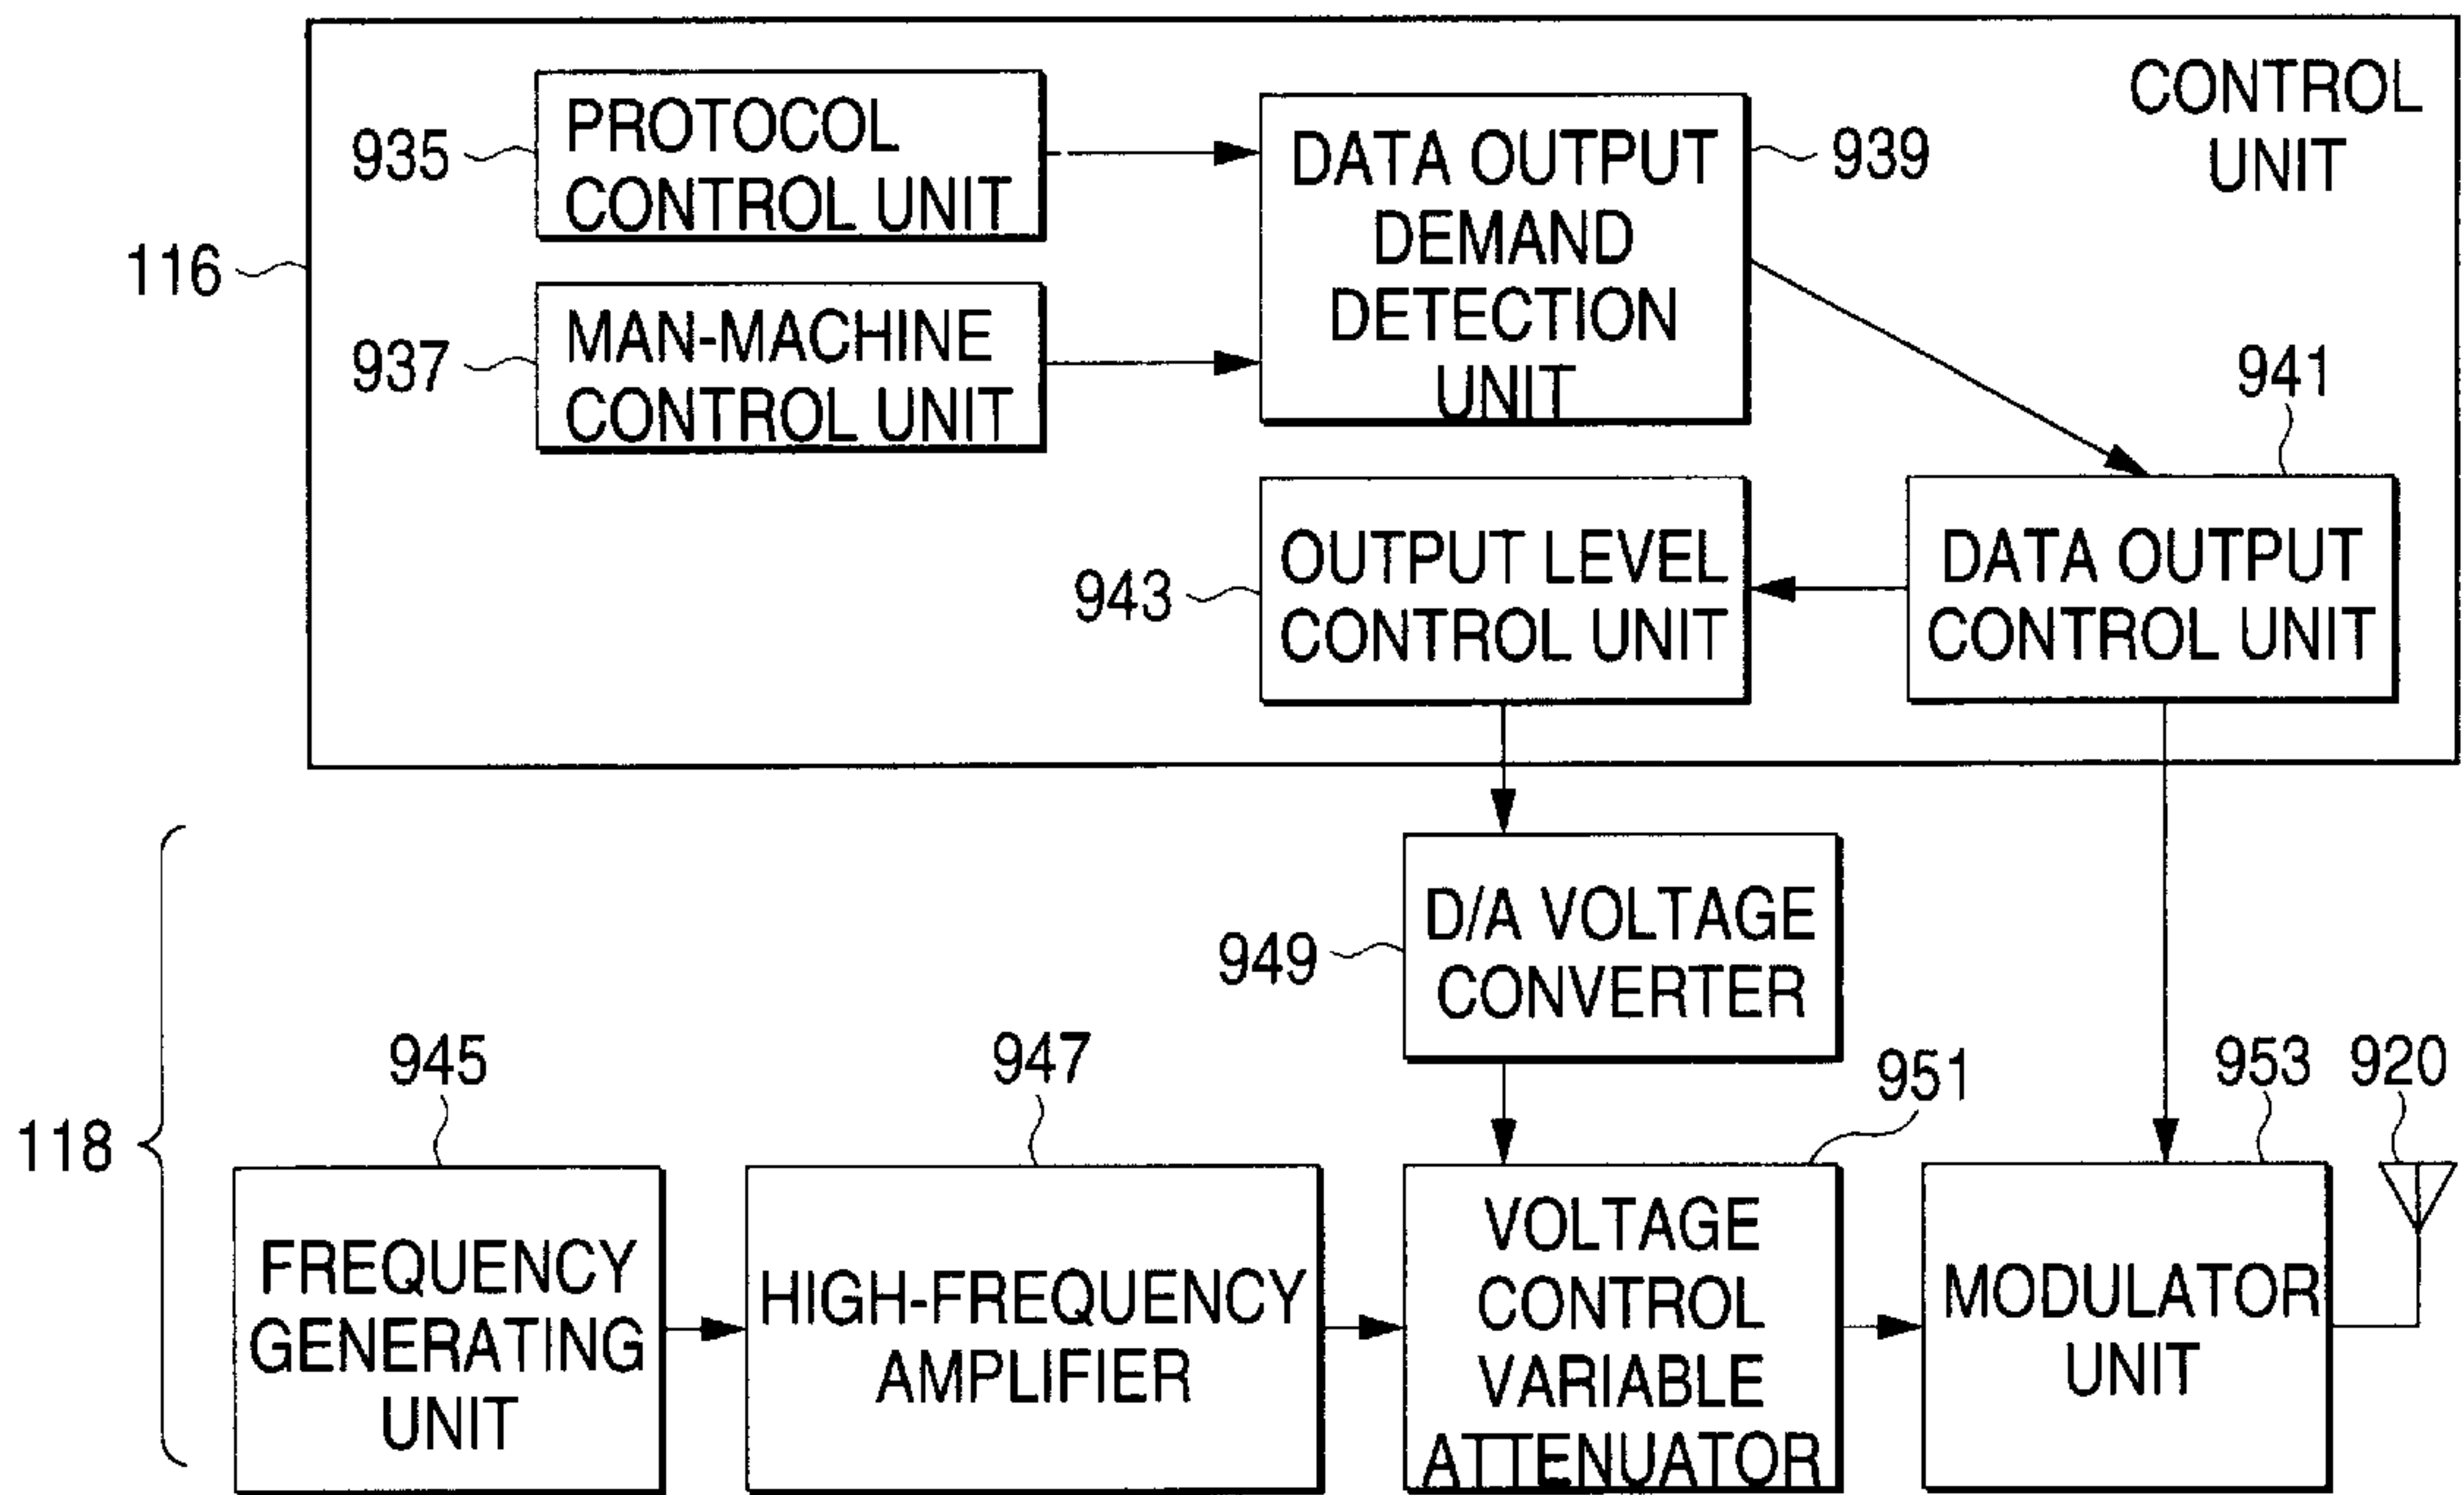 CONTROL
UNIT
935
PROTOCOL
CONTROL UNIT
DATA OUTPUT
DEMAND
DETECTION
UNIT
939
116
937
MAN-MACHINE
CONTROL UNIT
941
943
OUTPUT LEVEL
CONTROL UNIT
DATA OUTPUT
CONTROL UNIT
949
D/A VOLTAGE
CONVERTER
118
945
947
951
953
920
FREQUENCY
GENERATING
UNIT
HIGH-FREQUENCY
AMPLIFIER
VOLTAGE
CONTROL
VARIABLE
ATTENUATOR
MODULATOR
UNIT